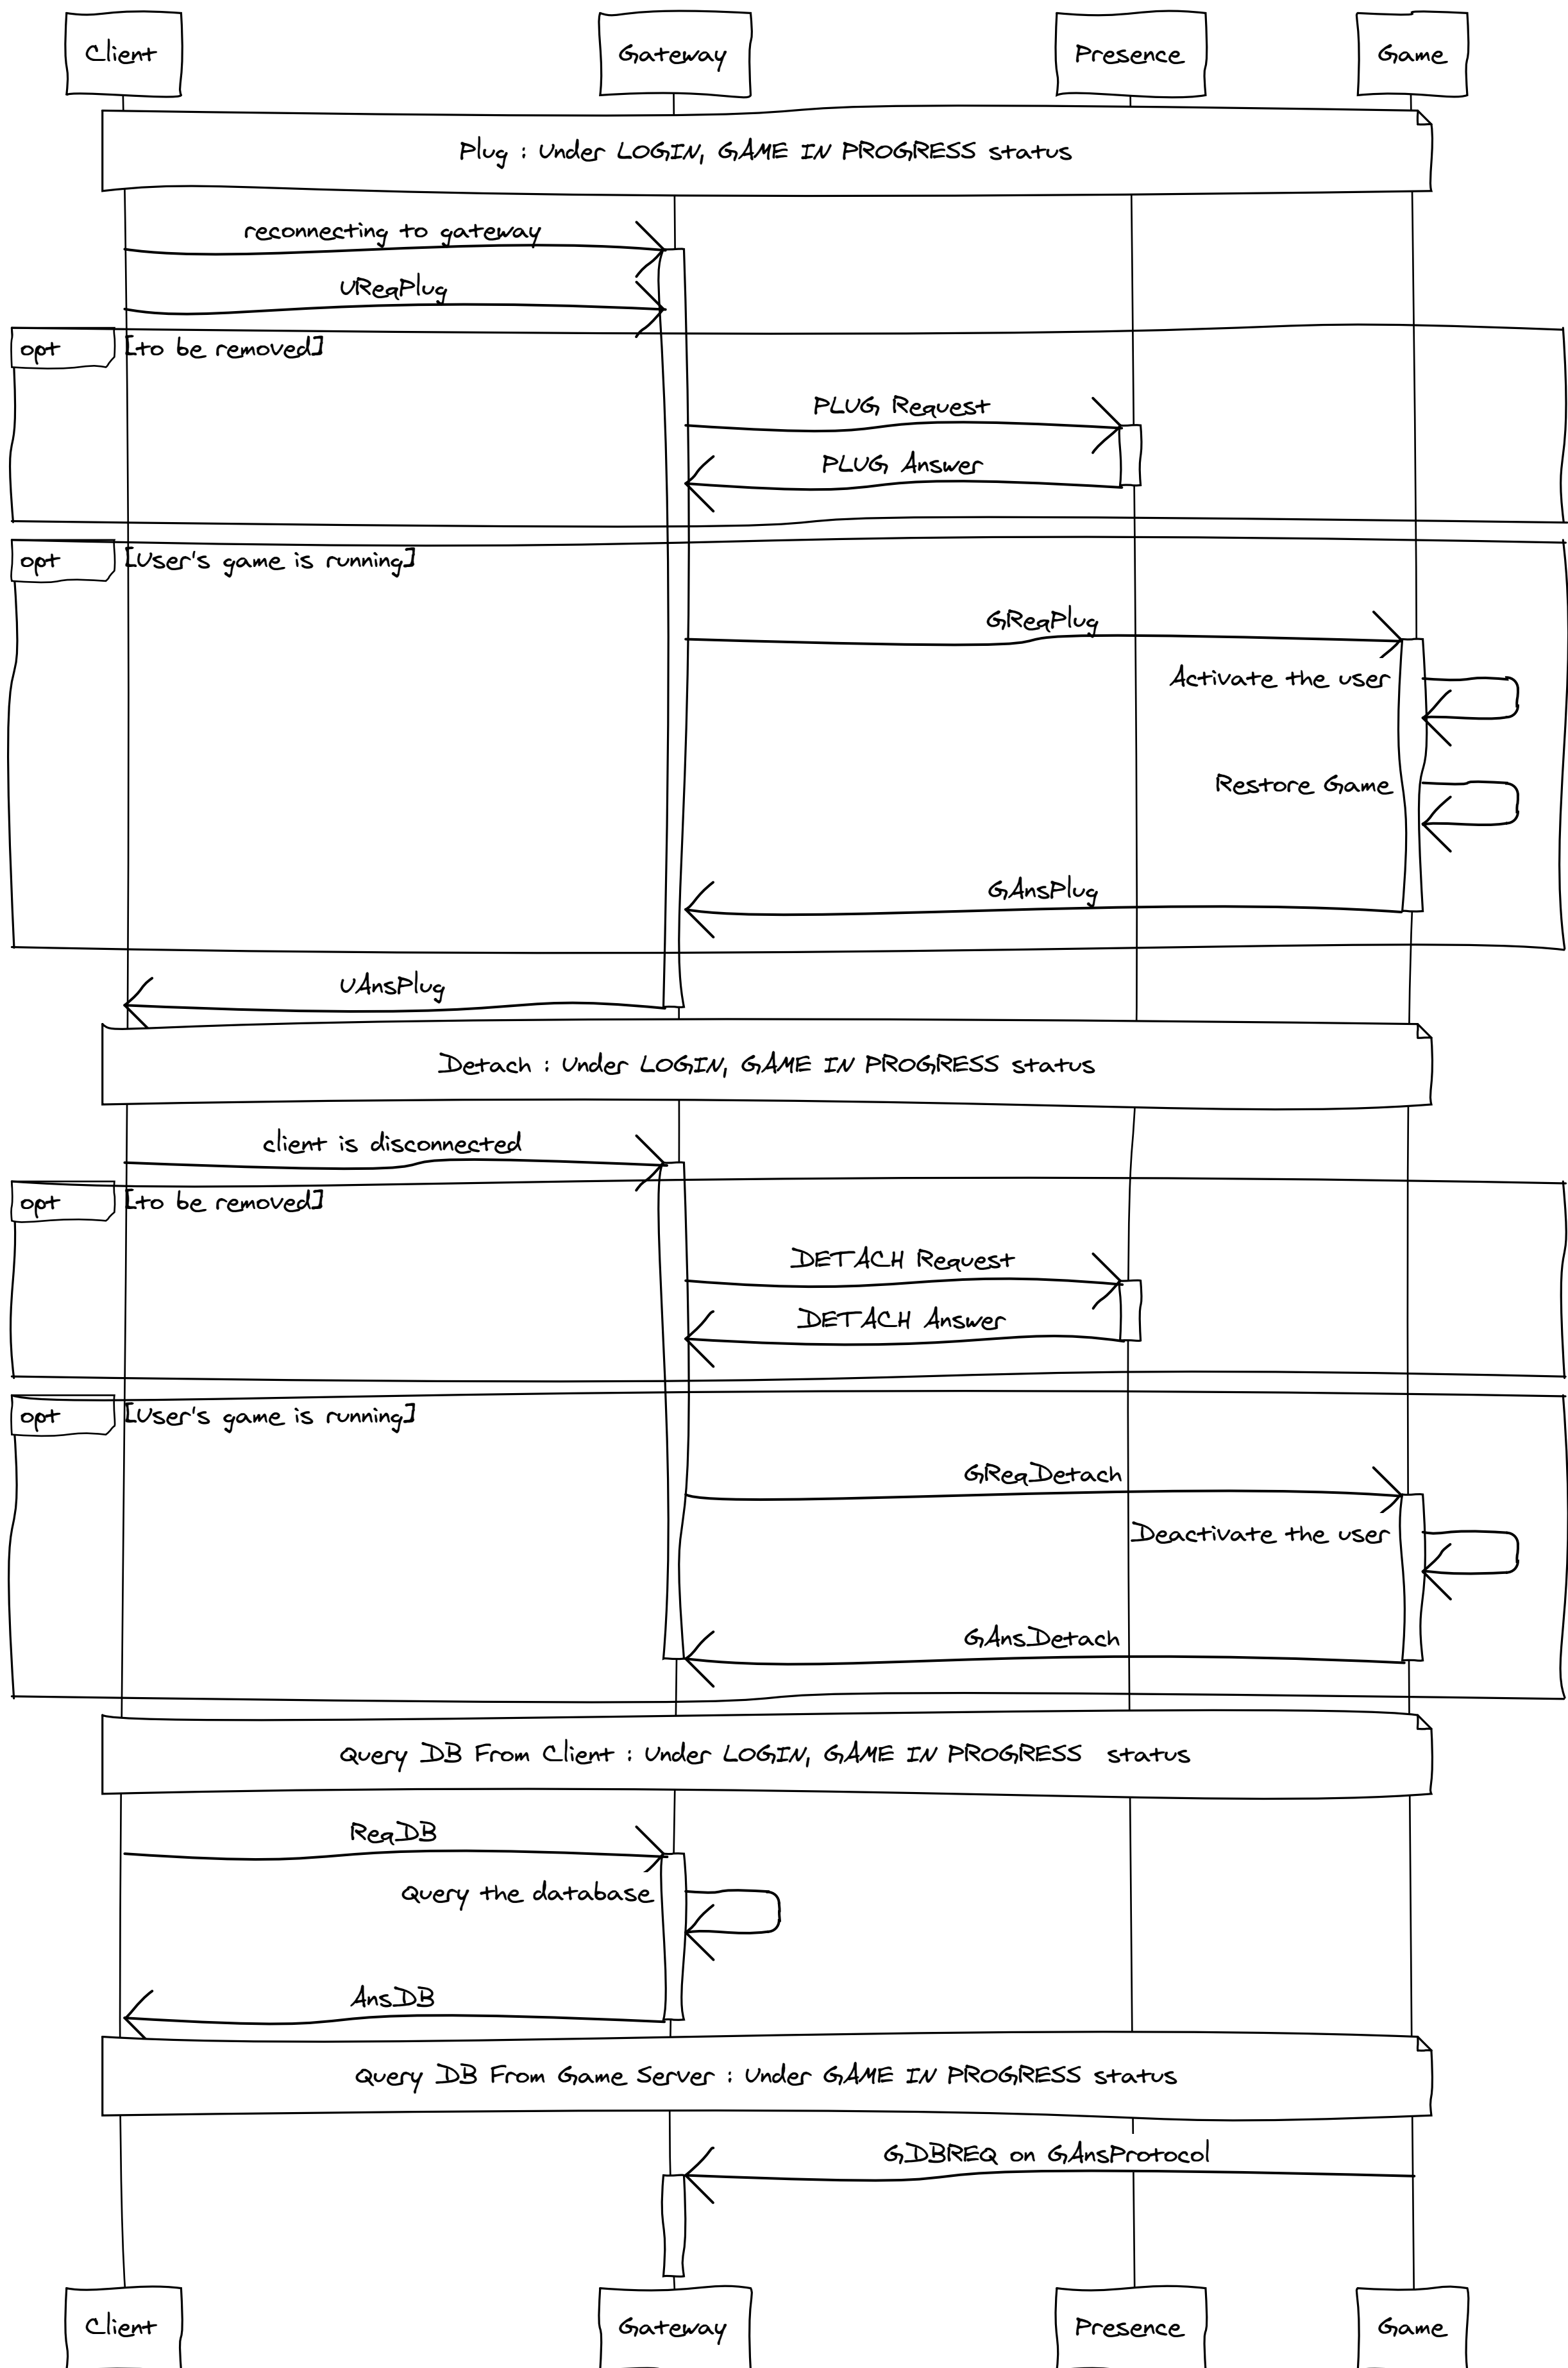 Client Gateway Presence Game
Plug : Under LOGIN, GAME IN PROGRESS status
reconnecting to gateway
UReqPlug
opt [to be removed]
PLUG Request
PLUG Answer
opt [User's game is running]
GReqPlug
Activate the user
Restore Game
GAnsPlug
UAnsPlug
Detach : Under LOGIN, GAME IN PROGRESS status
client is disconnected
opt [to be removed]
DETACH Request
DETACH Answer
opt [User's game is running]
GReqDetach
Deactivate the user
GAnsDetach
Query DB From Client : Under LOGIN, GAME IN PROGRESS status
ReqDB
Query the database
AnsDB
Query DB From Game Server : Under GAME IN PROGRESS status
GDBREQ on GAnsProtocol
Client Gateway Presence Game